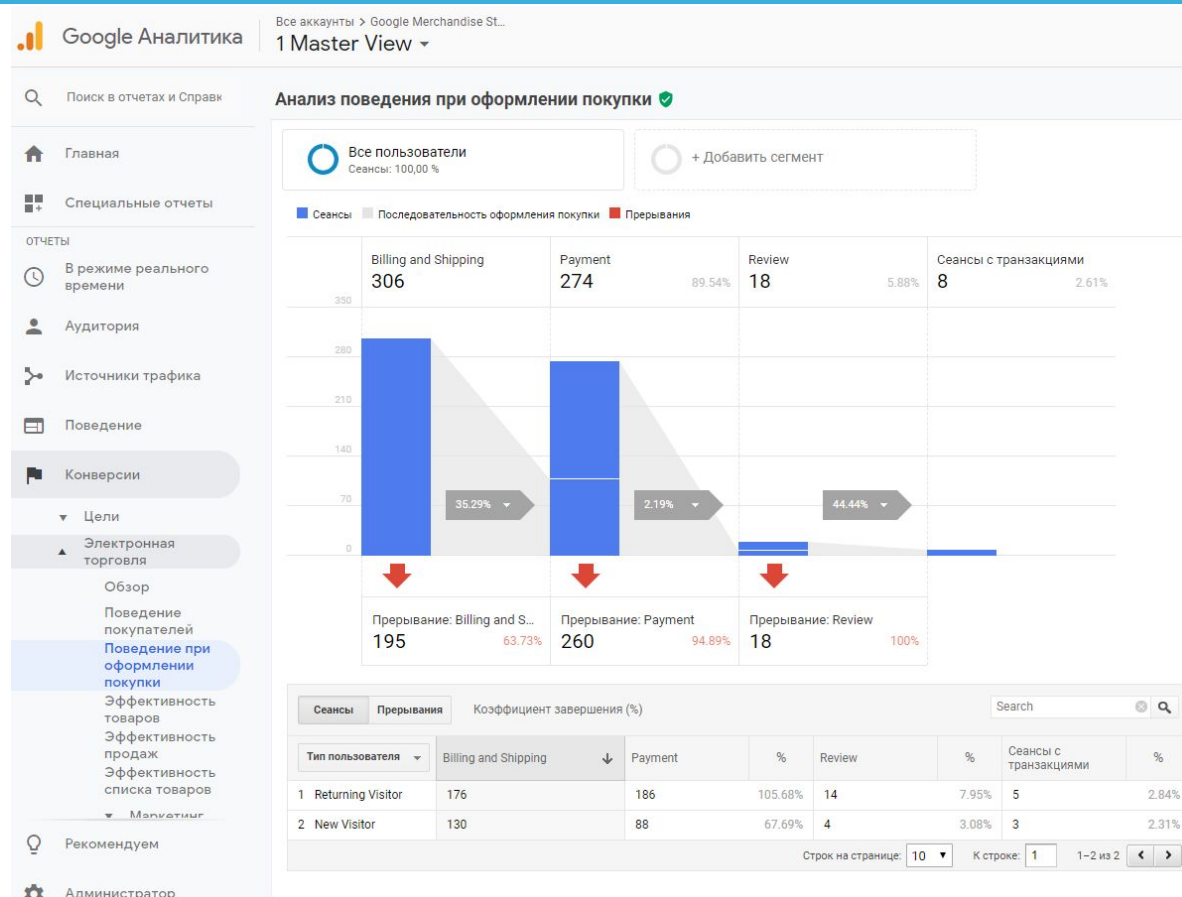 Google Аналитика
Все аккаунты > Google Merchandise St...
1 Master View
Поиск в отчетах и Справк
Главная
Специальные отчеты
ОТЧЕТЫ
В режиме реального
времени
Аудитория
Источники трафика
Поведение
Конверсии
Цели
Электронная
торговля
Обзор
Поведение
покупателей
Поведение при
оформлении
покупки
Эффективность
товаров
Эффективность
продаж
Эффективность
списка товаров
Маркетинг
Рекомендуем
Администратор
Анализ поведения при оформлении покупки
Все пользователи
Сеансы: 100,00 %
+ Добавить сегмент
Сеансы Последовательность оформления покупки Прерывания
Billing and Shipping Payment Review Сеансы с транзакциями
306 274 89.54% 18 5.88% 8 2.61%
350
280
210
140
70
0
35.29% 2.19% 44.44%
Прерывание: Billing and S... Прерывание: Payment Прерывание: Review
195 63.73% 260 94.89% 18 100%
Сеансы Прерывания Коэффициент завершения (%) Search
Тип пользователя Billing and Shipping Payment % Review % Сеансы с
транзакциями %
1 Returning Visitor 176 186 105.68% 14 7.95% 5 2.84%
2 New Visitor 130 88 67.69% 4 3.08% 3 2.31%
Строк на странице: 10 К строке: 1 1–2 из 2